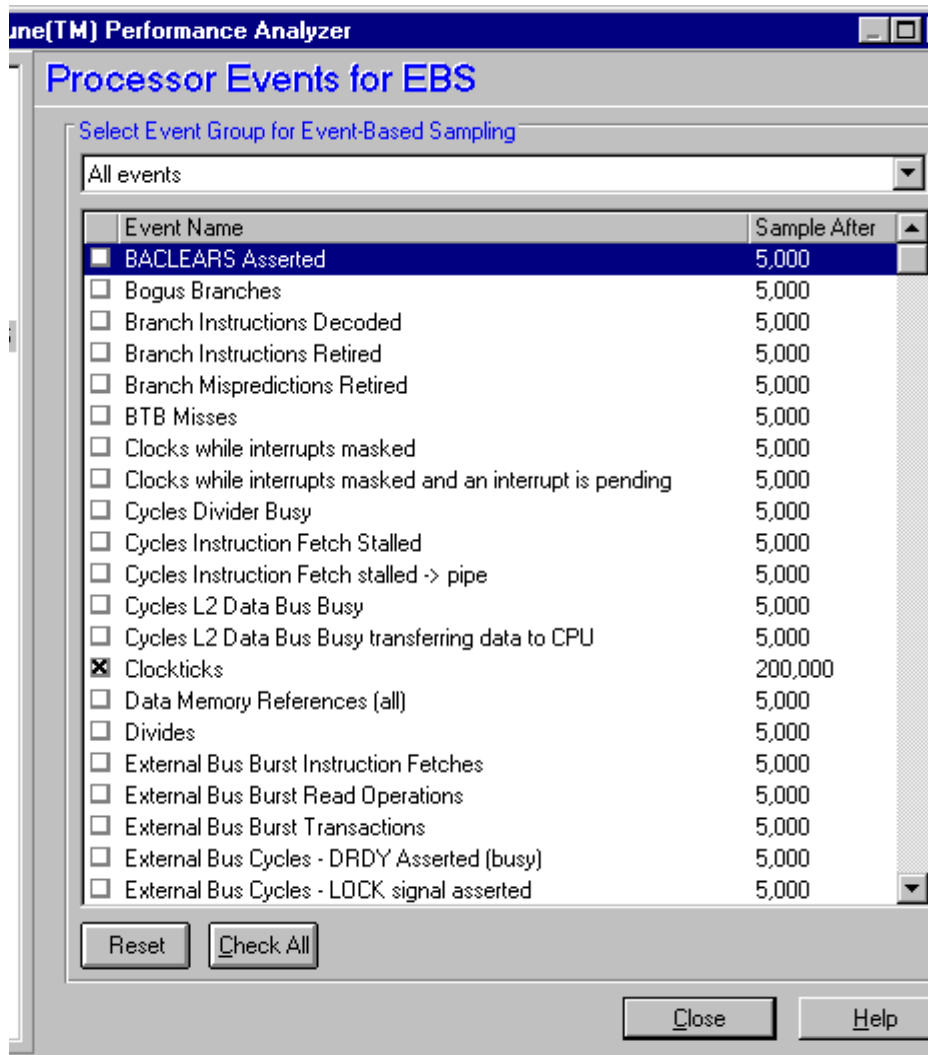 une(TM) Performance Analyzer
Processor Events for EBS
Select Event Group for Event-Based Sampling
All events
Event Name Sample After
BACLEARS Asserted 5,000
Bogus Branches 5,000
Branch Instructions Decoded 5,000
Branch Instructions Retired 5,000
Branch Mispredictions Retired 5,000
BTB Misses 5,000
Clocks while interrupts masked 5,000
Clocks while interrupts masked and an interrupt is pending 5,000
Cycles Divider Busy 5,000
Cycles Instruction Fetch Stalled 5,000
Cycles Instruction Fetch stalled -> pipe 5,000
Cycles L2 Data Bus Busy 5,000
Cycles L2 Data Bus Busy transferring data to CPU 5,000
Clockticks 200,000
Data Memory References (all) 5,000
Divides 5,000
External Bus Burst Instruction Fetches 5,000
External Bus Burst Read Operations 5,000
External Bus Burst Transactions 5,000
External Bus Cycles - DRDY Asserted (busy) 5,000
External Bus Cycles - LOCK signal asserted 5,000
Reset Check All
Close Help